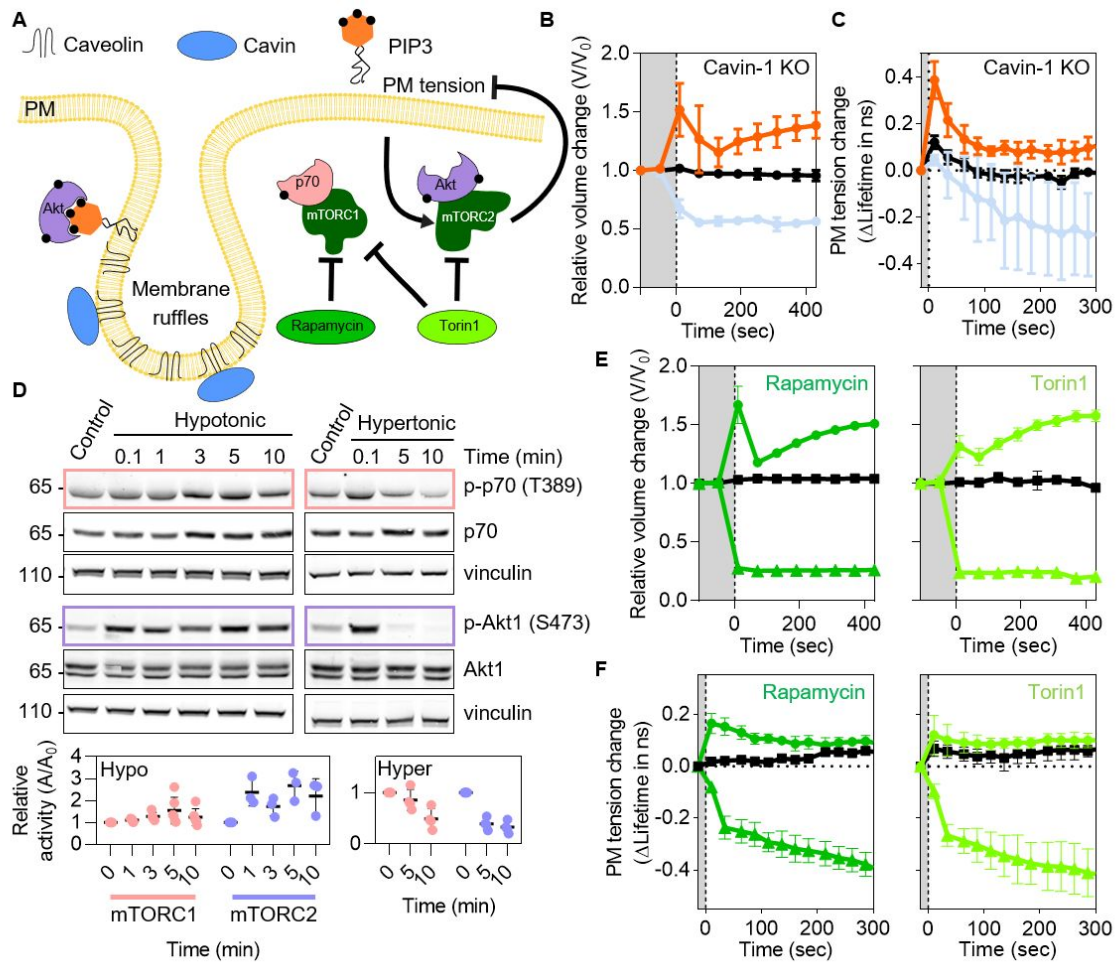 A
Caveolin
Cavin
PIP3
PM tension
PM
Akt
p70
mTORC1
Akt
mTORC2
Membrane
ruffles
Rapamycin
Torin1
B
Relative volume change (V/V0)
2.0
1.5
1.0
0.5
0.0
Cavin-1 KO
0 200 400
Time (sec)
C
PM tension change
(ΔLifetime in ns)
0.4
0.2
0.0
-0.2
-0.4
Cavin-1 KO
0 100 200 300
Time (sec)
D
Control
Hypotonic
Control
Hypertonic
0.1 1 3 5 10
0.1 5 10
Time (min)
65
p-p70 (T389)
65
p70
110
vinculin
65
p-Akt1 (S473)
65
Akt1
110
vinculin
Relative
activity (A/A0)
4
3
2
1
0
Hypo
0 1 3 5 10 0 1 3 5 10
mTORC1 mTORC2
Time (min)
1
0
Hyper
0 5 10 0 5 10
Time (min)
E
Relative volume change (V/V0)
2.0
1.5
1.0
0.5
0.0
Rapamycin
0 200 400
Time (sec)
Torin1
0 200 400
Time (sec)
F
PM tension change
(ΔLifetime in ns)
0.2
0.0
-0.2
-0.4
Rapamycin
0 100 200 300
Time (sec)
Torin1
0 100 200 300
Time (sec)